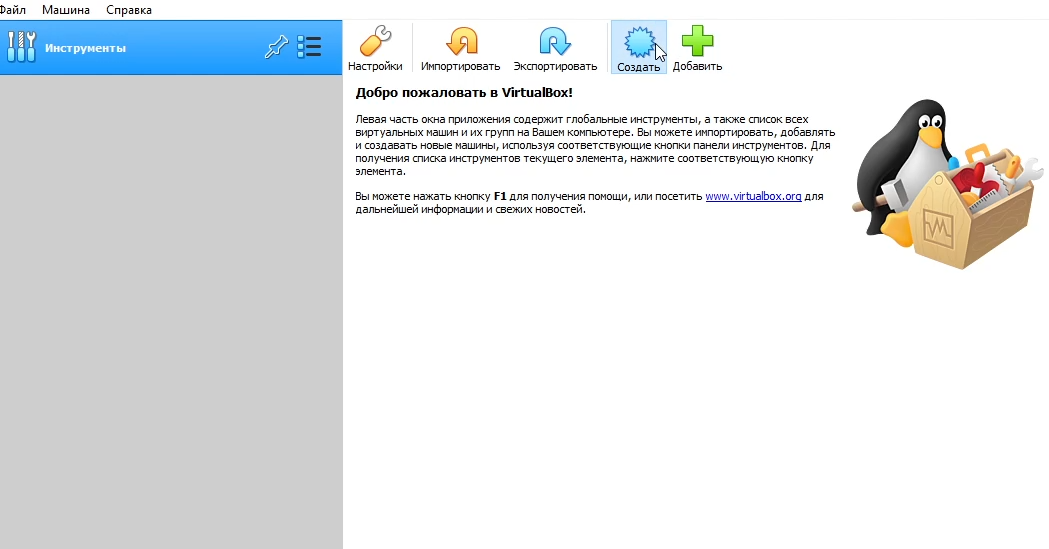 Файл Машина Справка
Инструменты
Настройки Импортировать Экспортировать Создать Добавить
Добро пожаловать в VirtualBox!
Левая часть окна приложения содержит глобальные инструменты, а также список всех
виртуальных машин и их групп на Вашем компьютере. Вы можете импортировать, добавлять
и создавать новые машины, используя соответствующие кнопки панели инструментов. Для
получения списка инструментов текущего элемента, нажмите соответствующую кнопку
элемента.
Вы можете нажать кнопку F1 для получения помощи, или посетить www.virtualbox.org для
дальнейшей информации и свежих новостей.